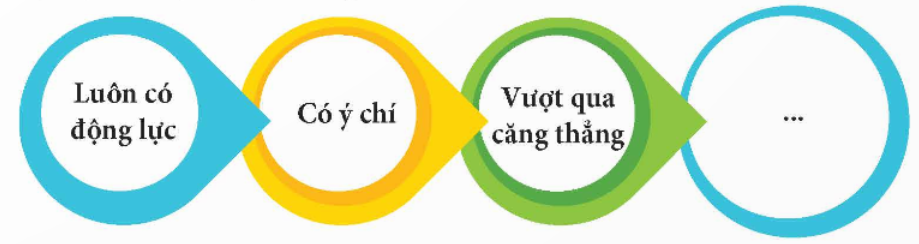 Luôn có
động lực
Có ý chí
Vượt qua
căng thẳng
...